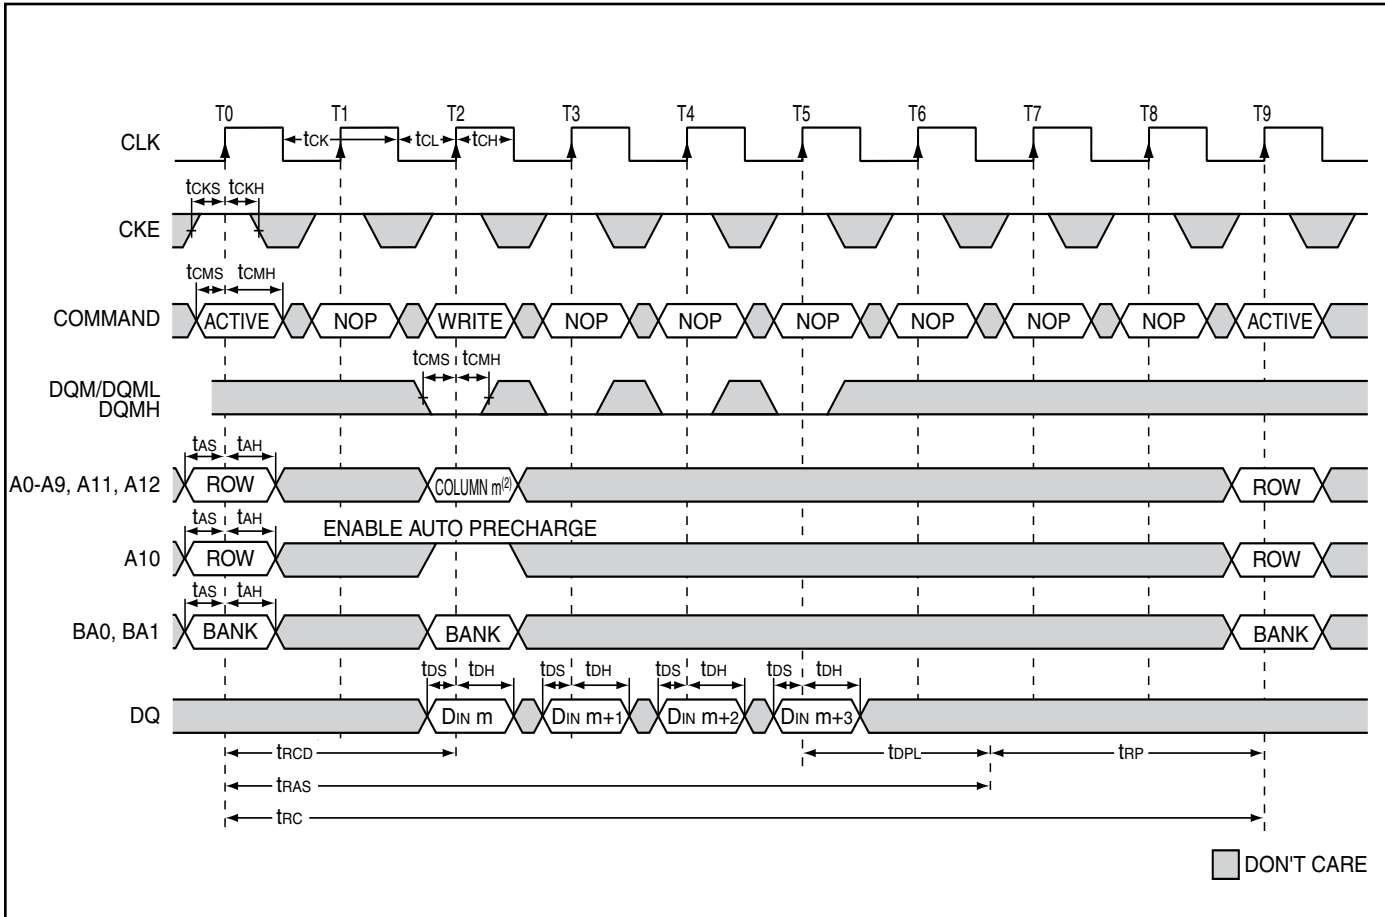 T0 T1 T2 T3 T4 T5 T6 T7 T8 T9
CLK tCK tCL tCH
tCKS tCKH
CKE
tCMS tCMH
COMMAND ACTIVE NOP WRITE NOP NOP NOP NOP NOP NOP ACTIVE
tCMS tCMH
DQM/DQML
DQMH
tAS tAH
A0-A9, A11, A12 ROW COLUMN m(2) ROW
tAS tAH ENABLE AUTO PRECHARGE
A10 ROW ROW
tAS tAH
BA0, BA1 BANK BANK BANK
tDS tDH tDS tDH tDS tDH tDS tDH
DQ DIN m DIN m+1 DIN m+2 DIN m+3
tRCD tDPL tRP
tRAS
tRC
DON'T CARE